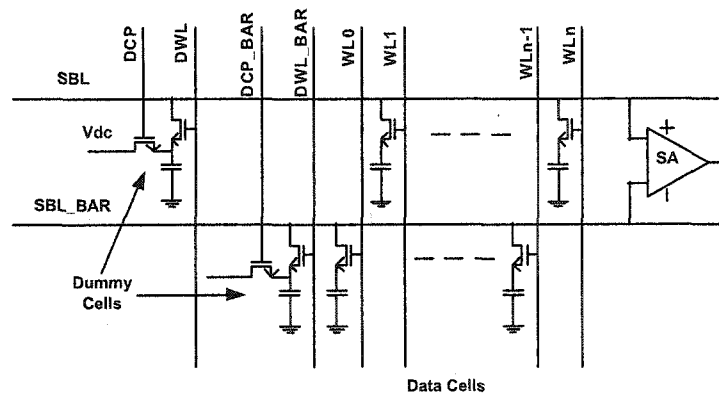 DCP
DWL
DCP_BAR
DWL_BAR
WL0
WL1
WLn-1
WLn
SBL
Vdc
+
SA
-
SBL_BAR
Dummy
Cells
Data Cells